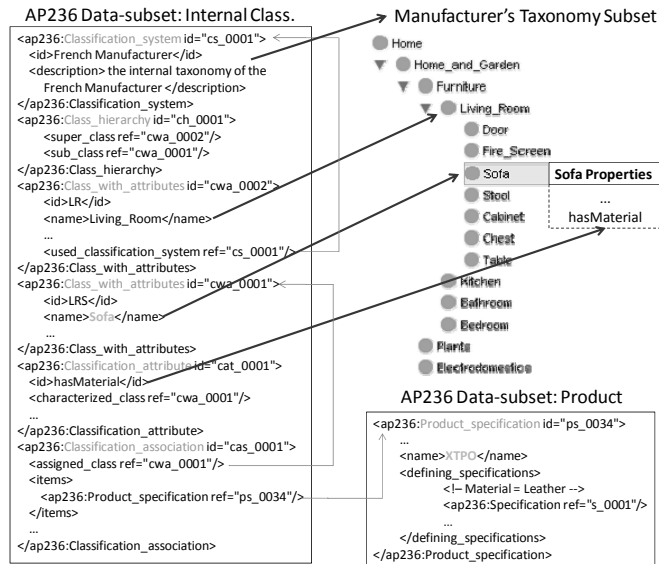 AP236 Data-subset: Internal Class.
<ap236:Classification_system id="cs_0001">
<id>French Manufacturer</id>
<description> the internal taxonomy of the
French Manufacturer </description>
</ap236:Classification_system>
<ap236:Class_hierarchy id="ch_0001">
<super_class ref="cwa_0002"/>
<sub_class ref="cwa_0001"/>
</ap236:Class_hierarchy>
<ap236:Class_with_attributes id="cwa_0002">
<id>LR</id>
<name>Living_Room</name>
...
<used_classification_system ref="cs_0001"/>
</ap236:Class_with_attributes>
<ap236:Class_with_attributes id="cwa_0001">
<id>LRS</id>
<name>Sofa</name>
...
</ap236:Class_with_attributes>
<ap236:Classification_attribute id="cat_0001">
<id>hasMaterial</id>
<characterized_class ref="cwa_0001"/>
...
</ap236:Classification_attribute>
<ap236:Classification_association id="cas_0001">
<assigned_class ref="cwa_0001"/>
<items>
<ap236:Product_specification ref="ps_0034"/>
</items>
...
</ap236:Classification_association>
Manufacturer's Taxonomy Subset
Home
Home_and_Garden
Furniture
Living_Room
Door
Fire_Screen
Sofa
Stool
Cabinet
Chest
Table
Kitchen
Bathroom
Bedroom
Plants
Electrodomestics
Sofa Properties
...
hasMaterial
AP236 Data-subset: Product
<ap236:Product_specification id="ps_0034">
...
<name>XTPO</name>
<defining_specifications>
<!– Material = Leather -->
<ap236:Specification ref="s_0001"/>
...
</defining_specifications>
</ap236:Product_specification>